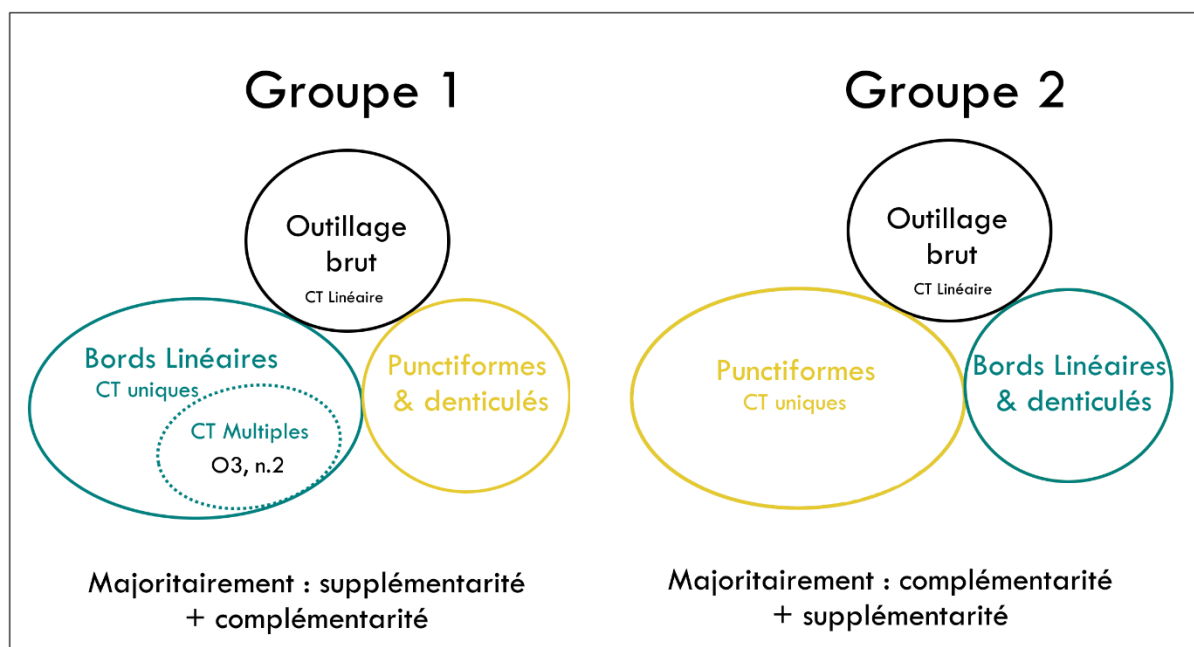 Groupe 1
Outillage
brut
CT Linéaire
Bords Linéaires
CT uniques
CT Multiples
O3, n.2
Punctiformes
& denticulés
Majoritairement : supplémentarité
+ complémentarité
Groupe 2
Outillage
brut
CT Linéaire
Punctiformes
CT uniques
Bords Linéaires
& denticulés
Majoritairement : complémentarité
+ supplémentarité